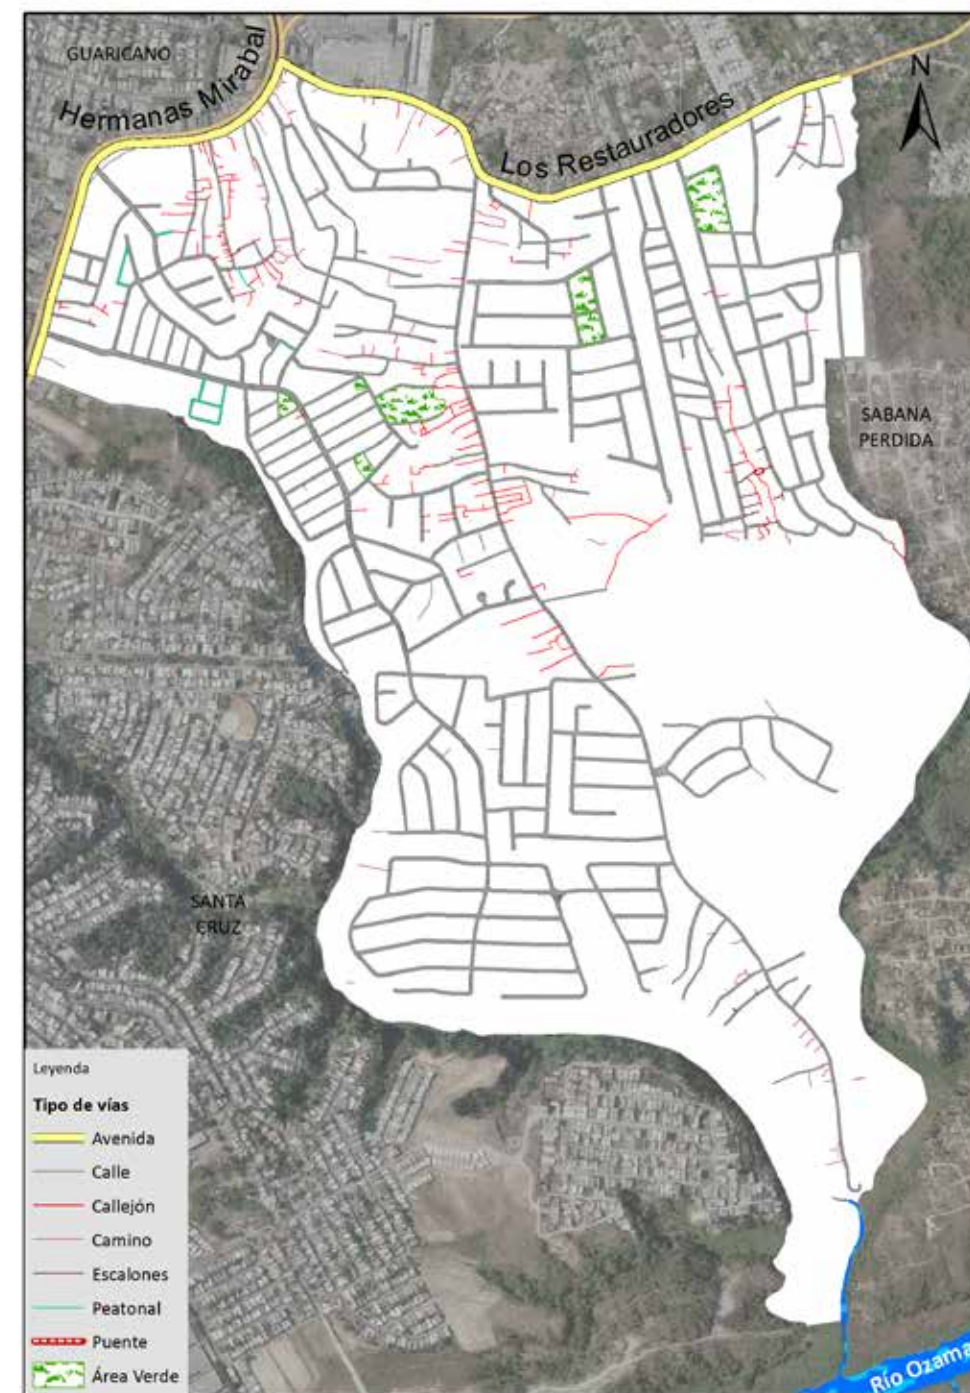 GUARICANO
Hermanas Mirabal
Los Restauradores
N
SABANA
PERDIDA
SANTA
CRUZ
Leyenda
Tipo de vías
Avenida
Calle
Callejón
Camino
Escalones
Peatonal
Puente
Área Verde
Río Ozama